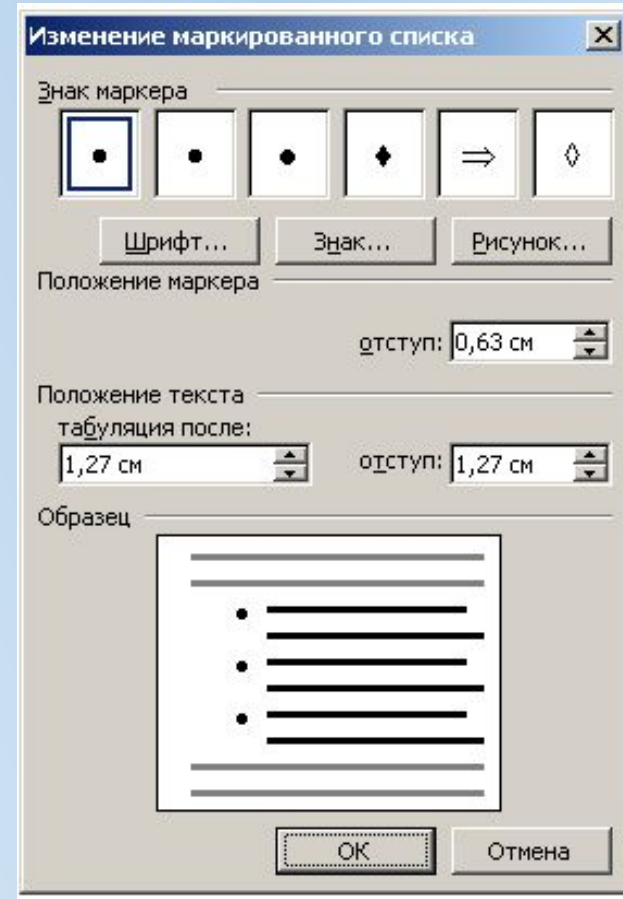 Изменение маркированного списка
Знак маркера
Шрифт... Знак... Рисунок...
Положение маркера
отступ: 0,63 см
Положение текста
табуляция после:
1,27 см отступ: 1,27 см
Образец
ОК Отмена